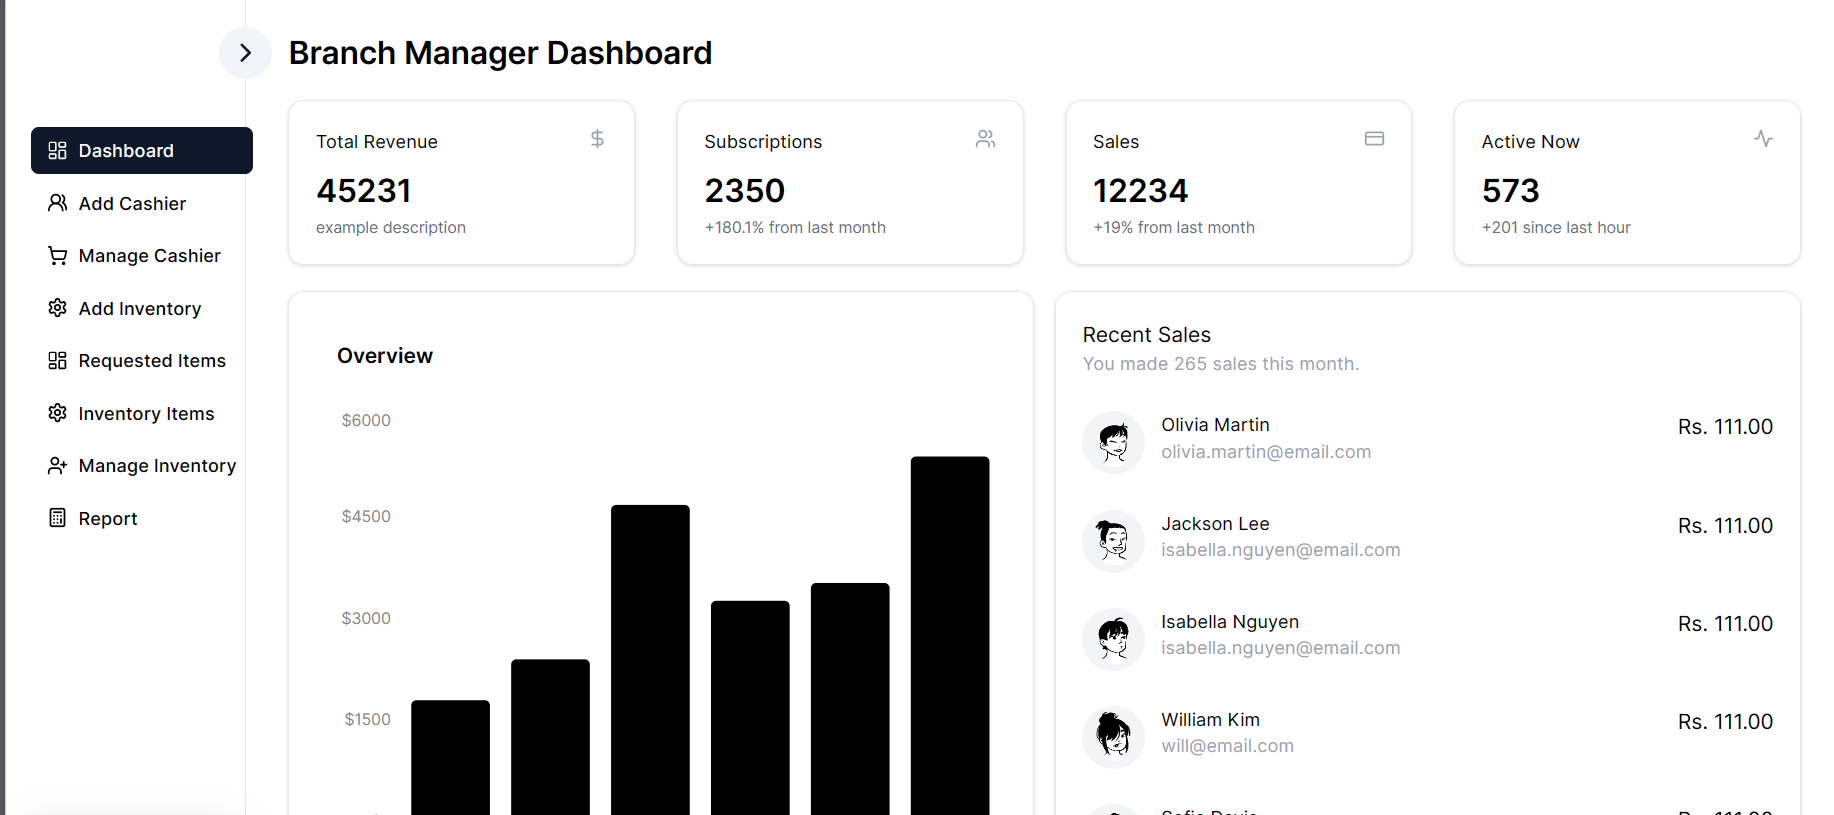 Branch Manager Dashboard
Dashboard
Add Cashier
Manage Cashier
Add Inventory
Requested Items
Inventory Items
Manage Inventory
Report
Total Revenue
45231
example description
Subscriptions
2350
+180.1% from last month
Sales
12234
+19% from last month
Active Now
573
+201 since last hour
Overview
$6000
$4500
$3000
$1500
Recent Sales
You made 265 sales this month.
Olivia Martin
olivia.martin@email.com
Rs. 111.00
Jackson Lee
isabella.nguyen@email.com
Rs. 111.00
Isabella Nguyen
isabella.nguyen@email.com
Rs. 111.00
William Kim
will@email.com
Rs. 111.00